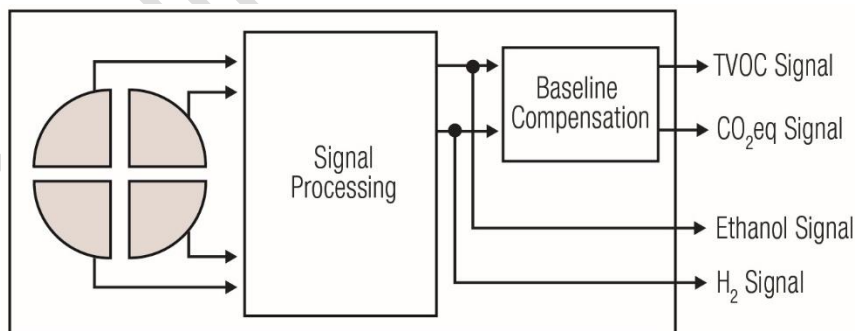 Signal
Processing
Baseline
Compensation
TVOC Signal
CO₂eq Signal
Ethanol Signal
H₂ Signal